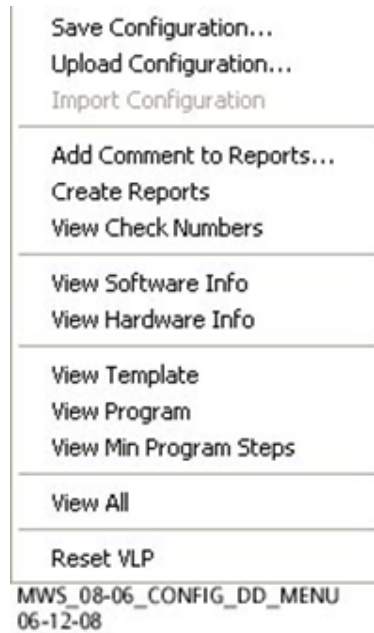 Save Configuration...
Upload Configuration...
Import Configuration
Add Comment to Reports...
Create Reports
View Check Numbers
View Software Info
View Hardware Info
View Template
View Program
View Min Program Steps
View All
Reset VLP
MWS_08-06_CONFIG_DD_MENU
06-12-08